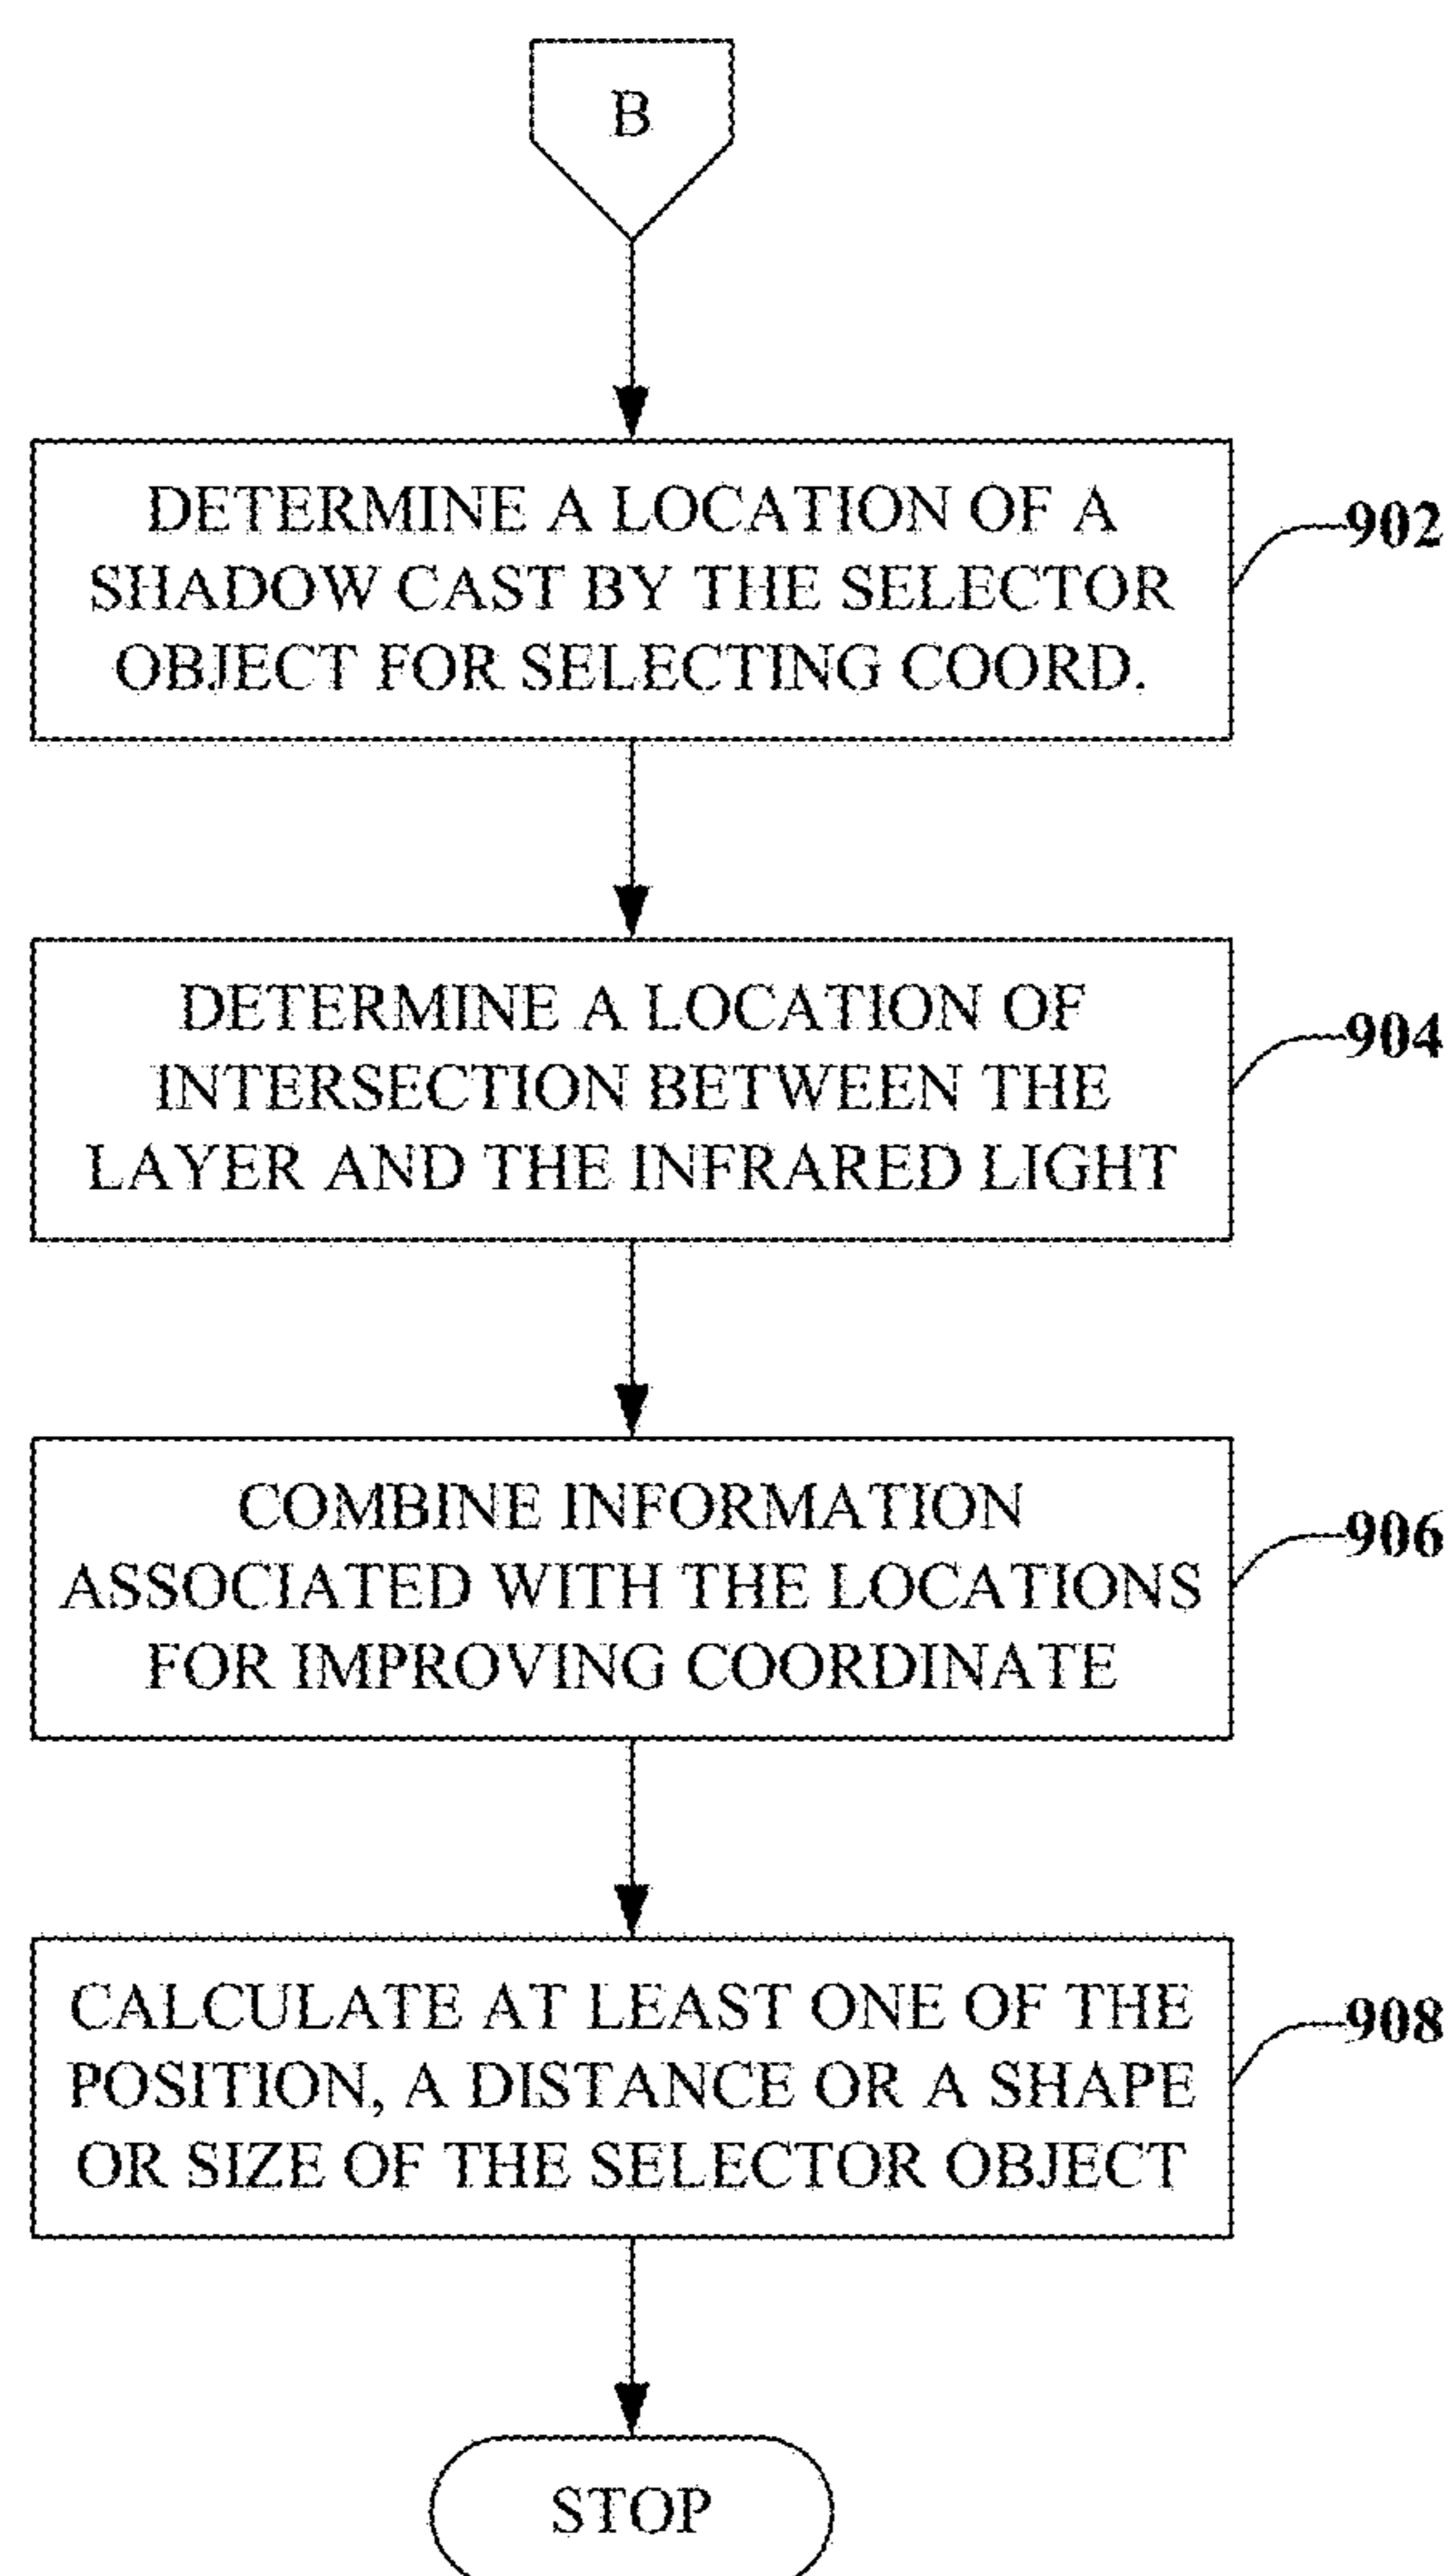 B
DETERMINE A LOCATION OF A
SHADOW CAST BY THE SELECTOR
OBJECT FOR SELECTING COORD.
902
DETERMINE A LOCATION OF
INTERSECTION BETWEEN THE
LAYER AND THE INFRARED LIGHT
904
COMBINE INFORMATION
ASSOCIATED WITH THE LOCATIONS
FOR IMPROVING COORDINATE
906
CALCULATE AT LEAST ONE OF THE
POSITION, A DISTANCE OR A SHAPE
OR SIZE OF THE SELECTOR OBJECT
908
STOP